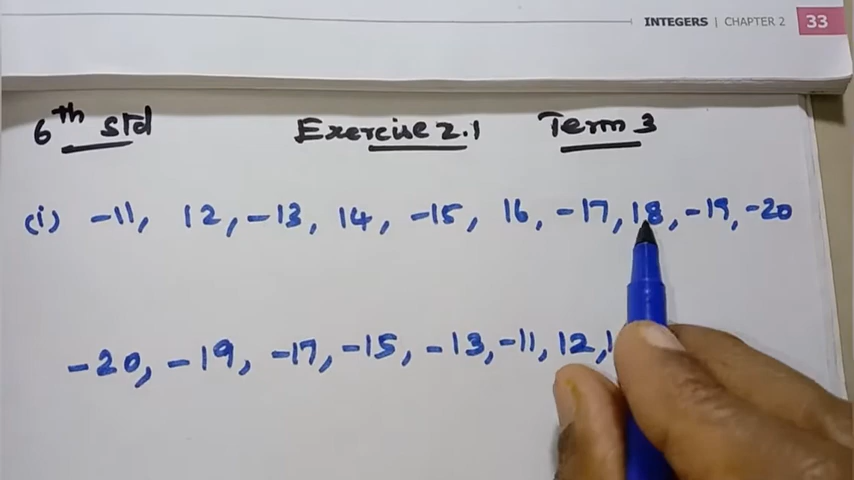 INTEGERS | CHAPTER 2 33
6th std Exercise 2.1 Term 3
(i) -11, 12, -13, 14, -15, 16, -17, 18, -19, -20
-20, -19, -17, -15, -13, -11, 12,